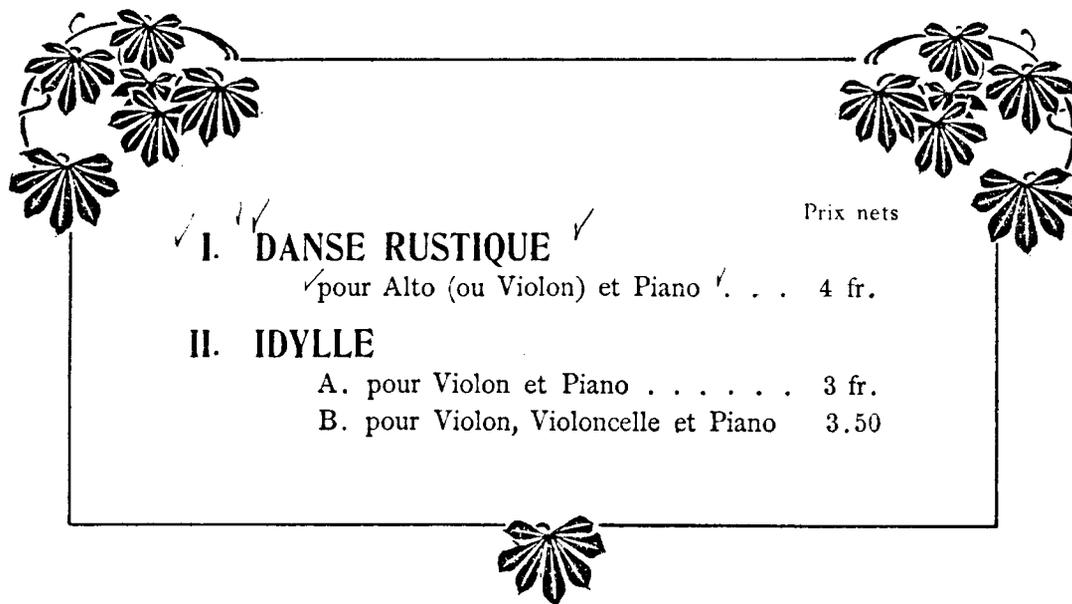 Prix nets
I. DANSE RUSTIQUE
pour Alto (ou Violon) et Piano . . . 4 fr.
II. IDYLLE
A. pour Violon et Piano . . . . . . 3 fr.
B. pour Violon, Violoncelle et Piano 3.50